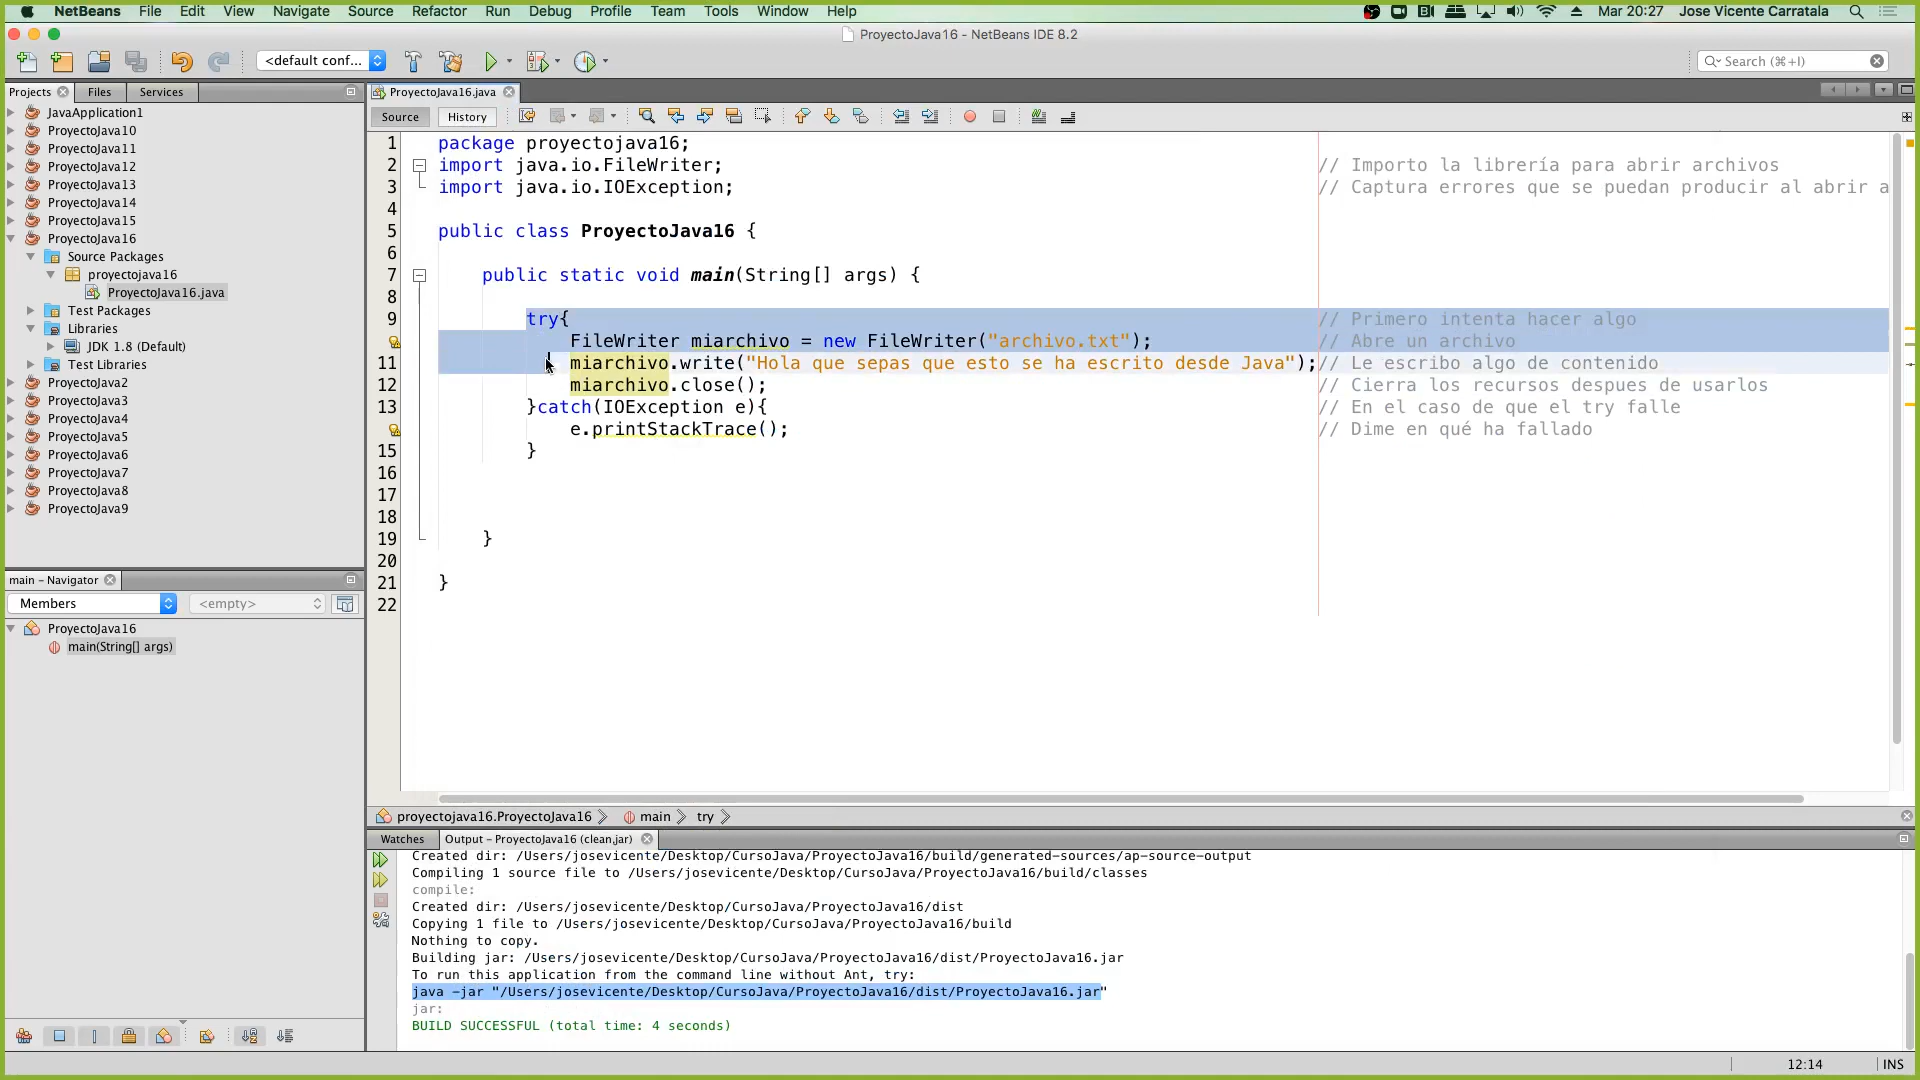 NetBeans File Edit View Navigate Source Refactor Run Debug Profile Team Tools Window Help Mar 20:27 Jose Vicente Carratala
ProyectoJava16 - NetBeans IDE 8.2
<default conf... Search (⌘+I)
Projects Files Services ProyectoJava16.java
Source History
JavaApplication1
ProyectoJava10
ProyectoJava11
ProyectoJava12
ProyectoJava13
ProyectoJava14
ProyectoJava15
ProyectoJava16
Source Packages
proyectojava16
ProyectoJava16.java
Test Packages
Libraries
JDK 1.8 (Default)
Test Libraries
ProyectoJava2
ProyectoJava3
ProyectoJava4
ProyectoJava5
ProyectoJava6
ProyectoJava7
ProyectoJava8
ProyectoJava9
main – Navigator
Members <empty>
ProyectoJava16
main(String[] args)
1 package proyectojava16;
2 import java.io.FileWriter; // Importo la librería para abrir archivos
3 import java.io.IOException; // Captura errores que se puedan producir al abrir a
4
5 public class ProyectoJava16 {
6
7 public static void main(String[] args) {
8
9 try{ // Primero intenta hacer algo
FileWriter miarchivo = new FileWriter("archivo.txt"); // Abre un archivo
11 miarchivo.write("Hola que sepas que esto se ha escrito desde Java"); // Le escribo algo de contenido
12 miarchivo.close(); // Cierra los recursos despues de usarlos
13 }catch(IOException e){ // En el caso de que el try falle
e.printStackTrace(); // Dime en qué ha fallado
15 }
16
17
18
19 }
20
21 }
22
proyectojava16.ProyectoJava16 main try
Watches Output – ProyectoJava16 (clean,jar)
Created dir: /Users/josevicente/Desktop/CursoJava/ProyectoJava16/build/generated-sources/ap-source-output
Compiling 1 source file to /Users/josevicente/Desktop/CursoJava/ProyectoJava16/build/classes
compile:
Created dir: /Users/josevicente/Desktop/CursoJava/ProyectoJava16/dist
Copying 1 file to /Users/josevicente/Desktop/CursoJava/ProyectoJava16/build
Nothing to copy.
Building jar: /Users/josevicente/Desktop/CursoJava/ProyectoJava16/dist/ProyectoJava16.jar
To run this application from the command line without Ant, try:
java -jar "/Users/josevicente/Desktop/CursoJava/ProyectoJava16/dist/ProyectoJava16.jar"
jar:
BUILD SUCCESSFUL (total time: 4 seconds)
12:14 INS